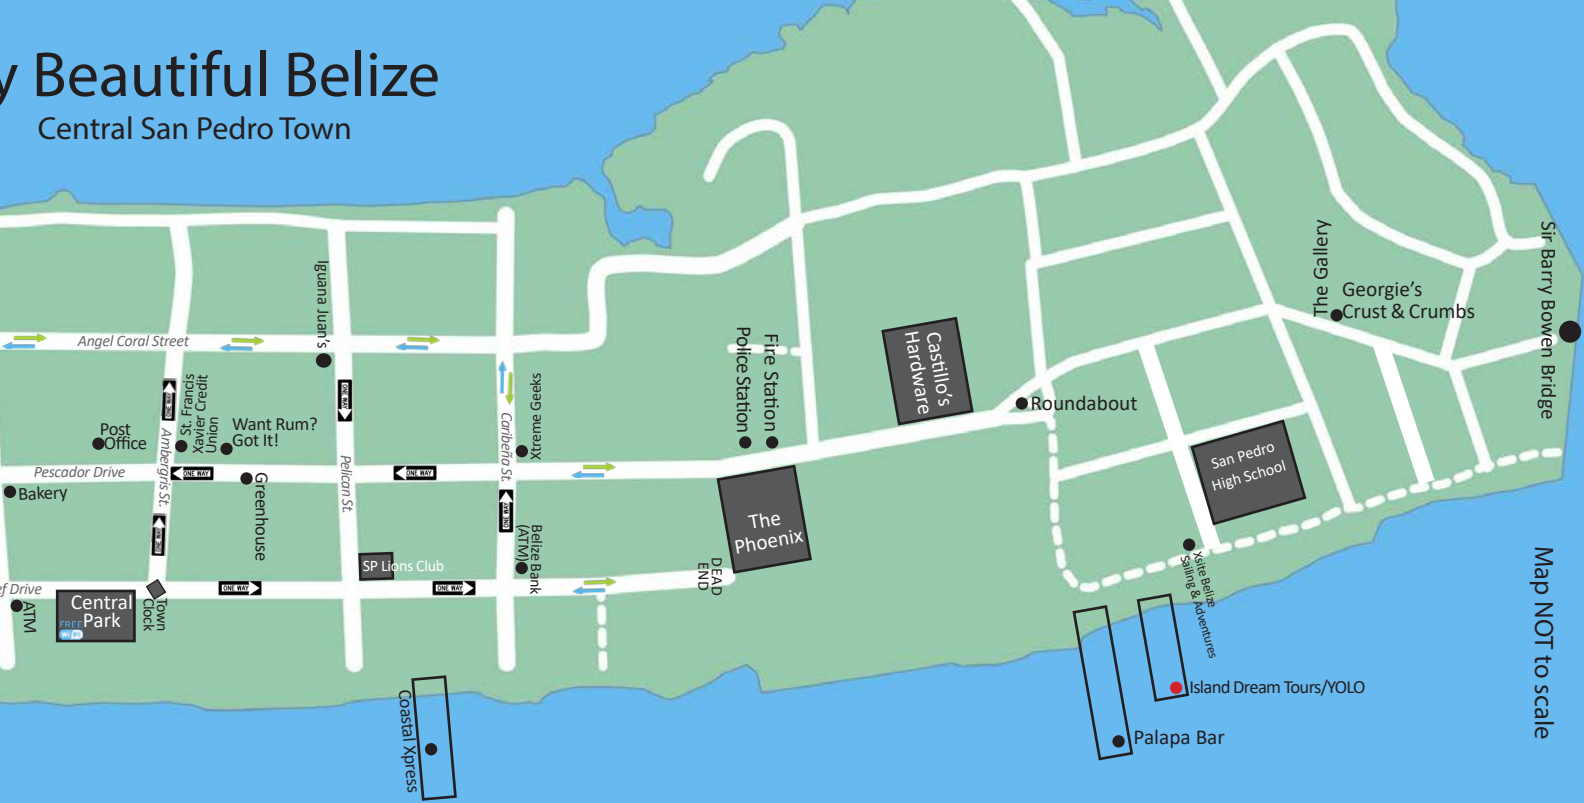 y Beautiful Belize
Central San Pedro Town
Iguana Juan's
Angel Coral Street
St. Francis
Xavier Credit
Union
Want Rum?
Got It!
Post
Office
Pescador Drive
Bakery
Ambergris St.
Greenhouse
Pelican St.
Caribeña St.
Xtreme Geeks
Belize Bank
(ATM)
ONE WAY
ONE WAY
ONE WAY
ONE WAY
ONE WAY
ONE WAY
ONE WAY
ONE WAY
SP Lions Club
ef Drive
ATM
Central
Park
FREE
Wi Fi
Town
Clock
Coastal Xpress
DEAD
END
The
Phoenix
Police Station
Fire Station
Castillo's
Hardware
Roundabout
San Pedro
High School
The Gallery
Georgie's
Crust & Crumbs
Sir Barry Bowen Bridge
Xsite Belize
Sailing & Adventures
Island Dream Tours/YOLO
Palapa Bar
Map NOT to scale